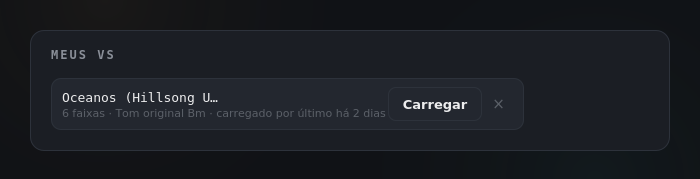 MEUS VS
Oceanos (Hillsong U…
6 faixas · Tom original Bm · carregado por último há 2 dias
Carregar
×